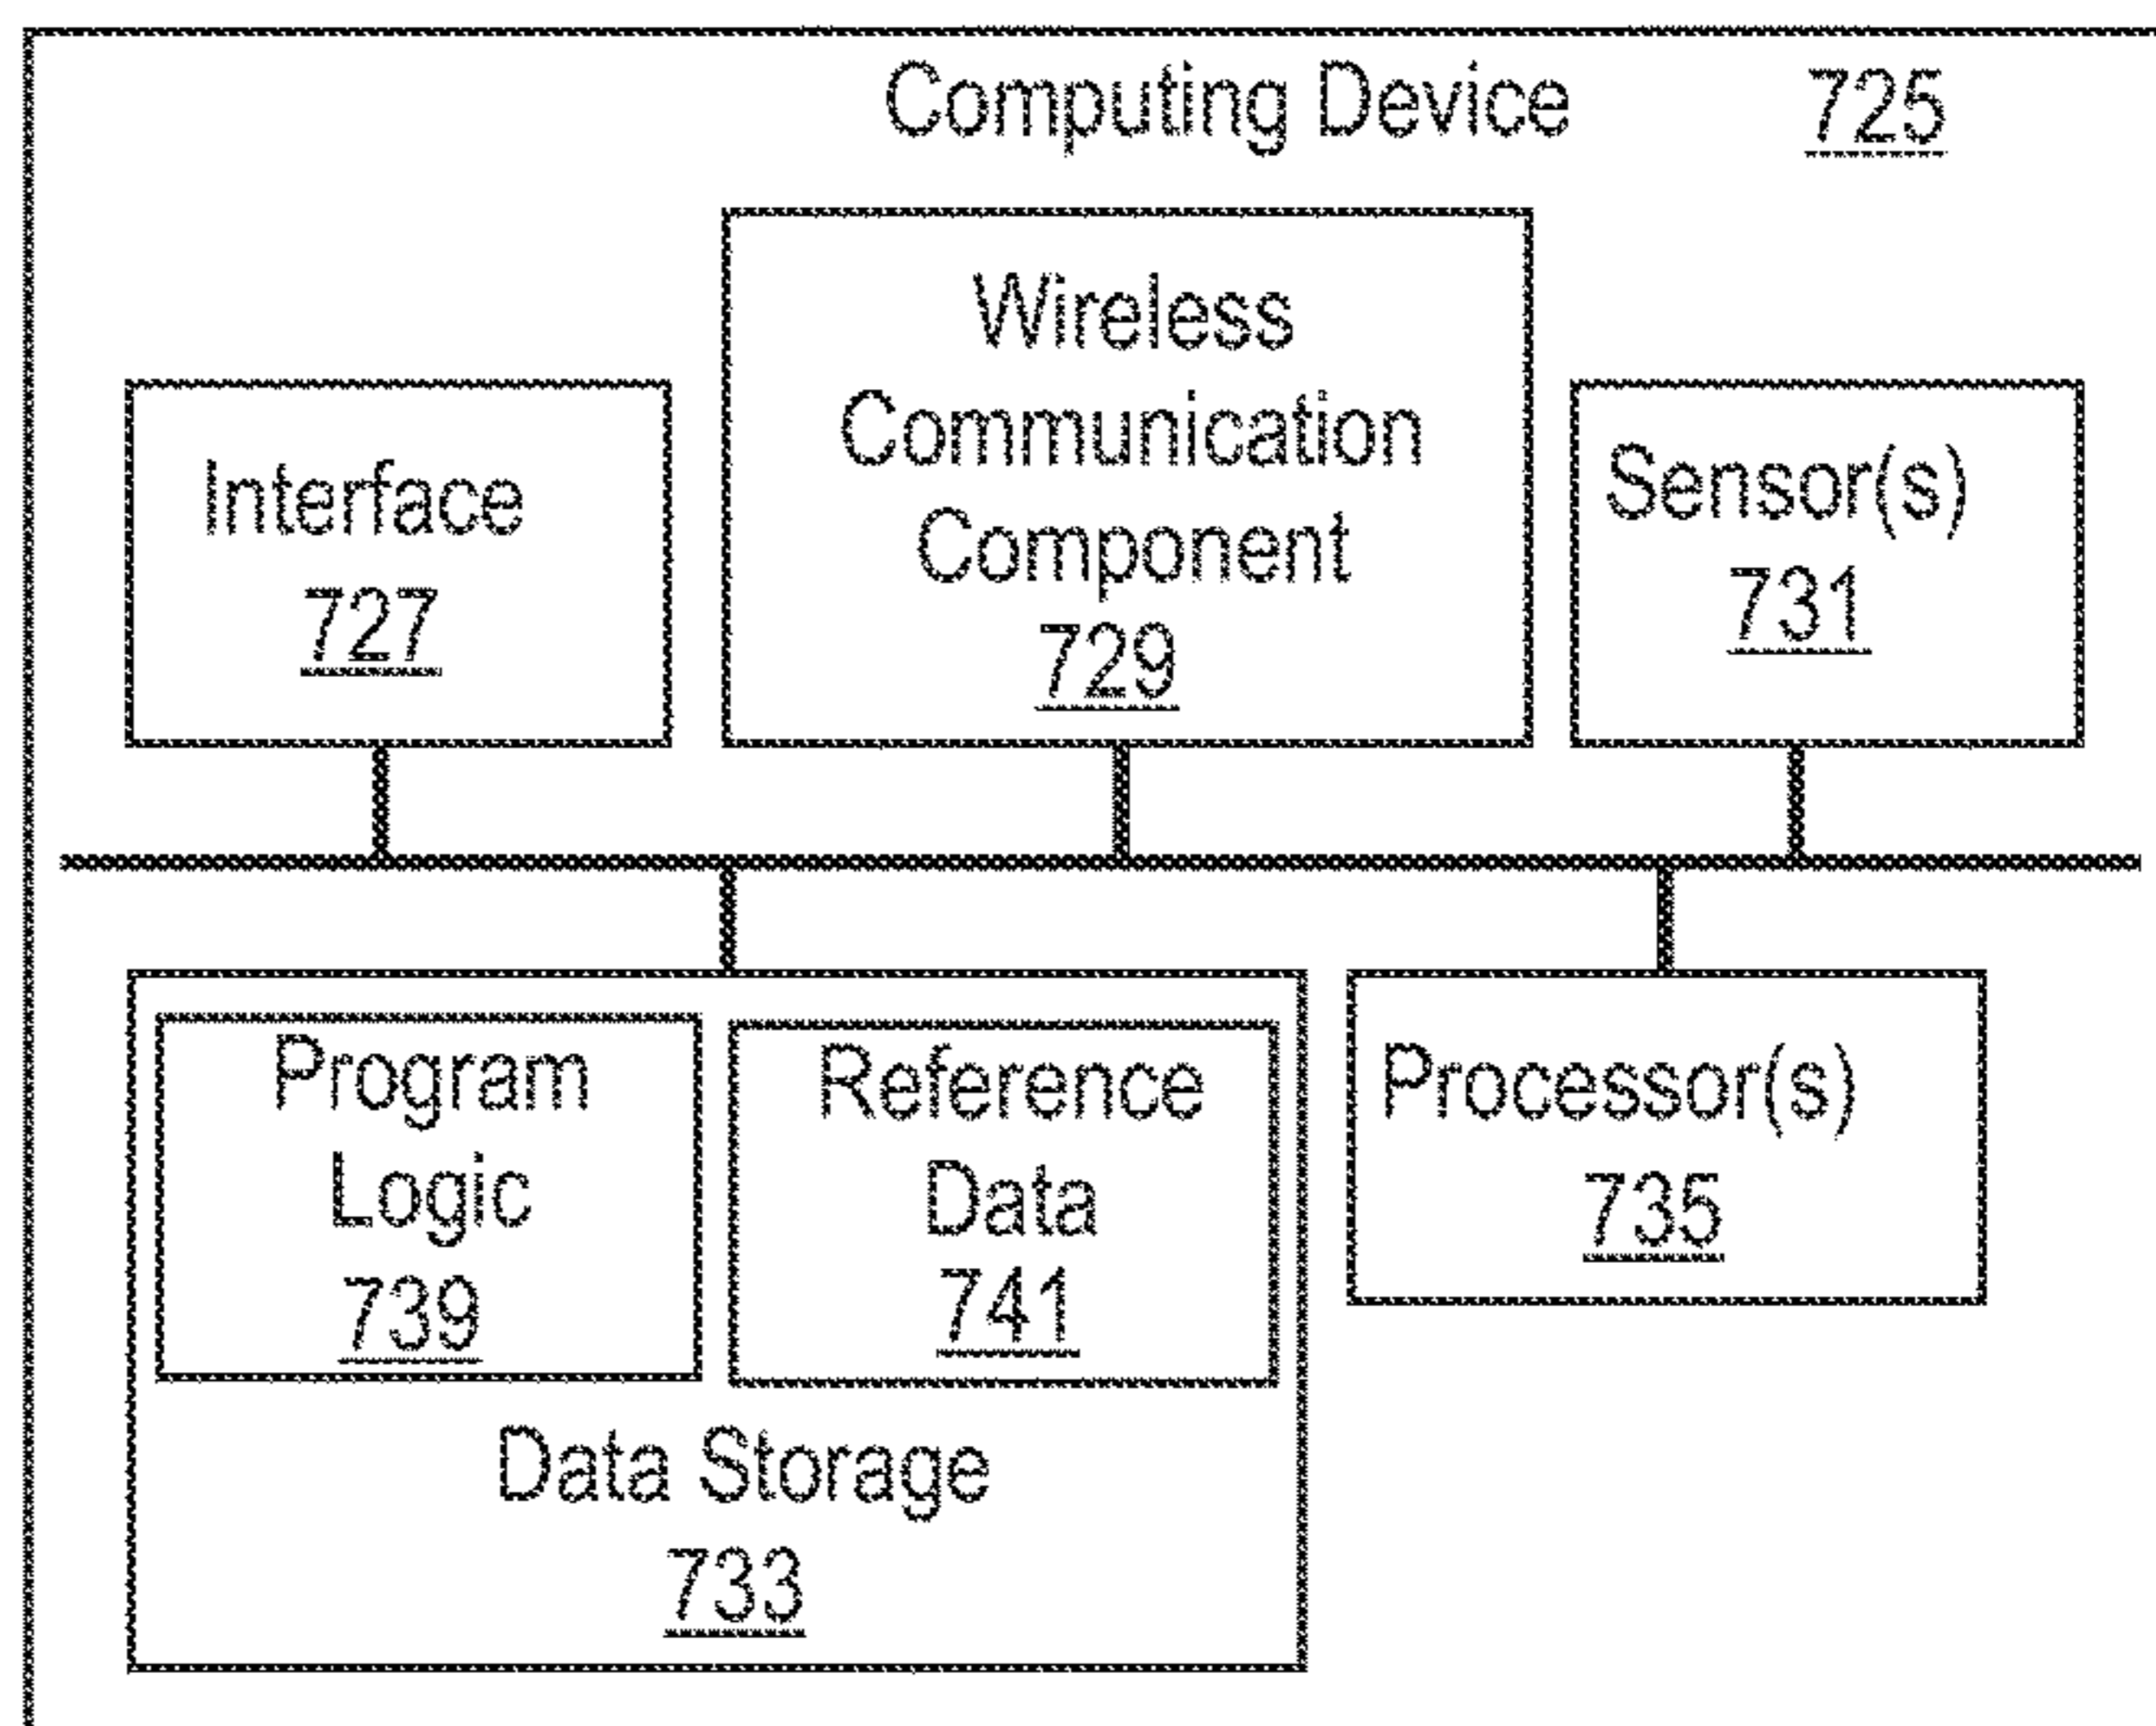 Computing Device 725
Wireless
Communication
Component
729
Interface
727
Sensor(s)
731
Program
Logic
739
Reference
Data
741
Data Storage
733
Processor(s)
735